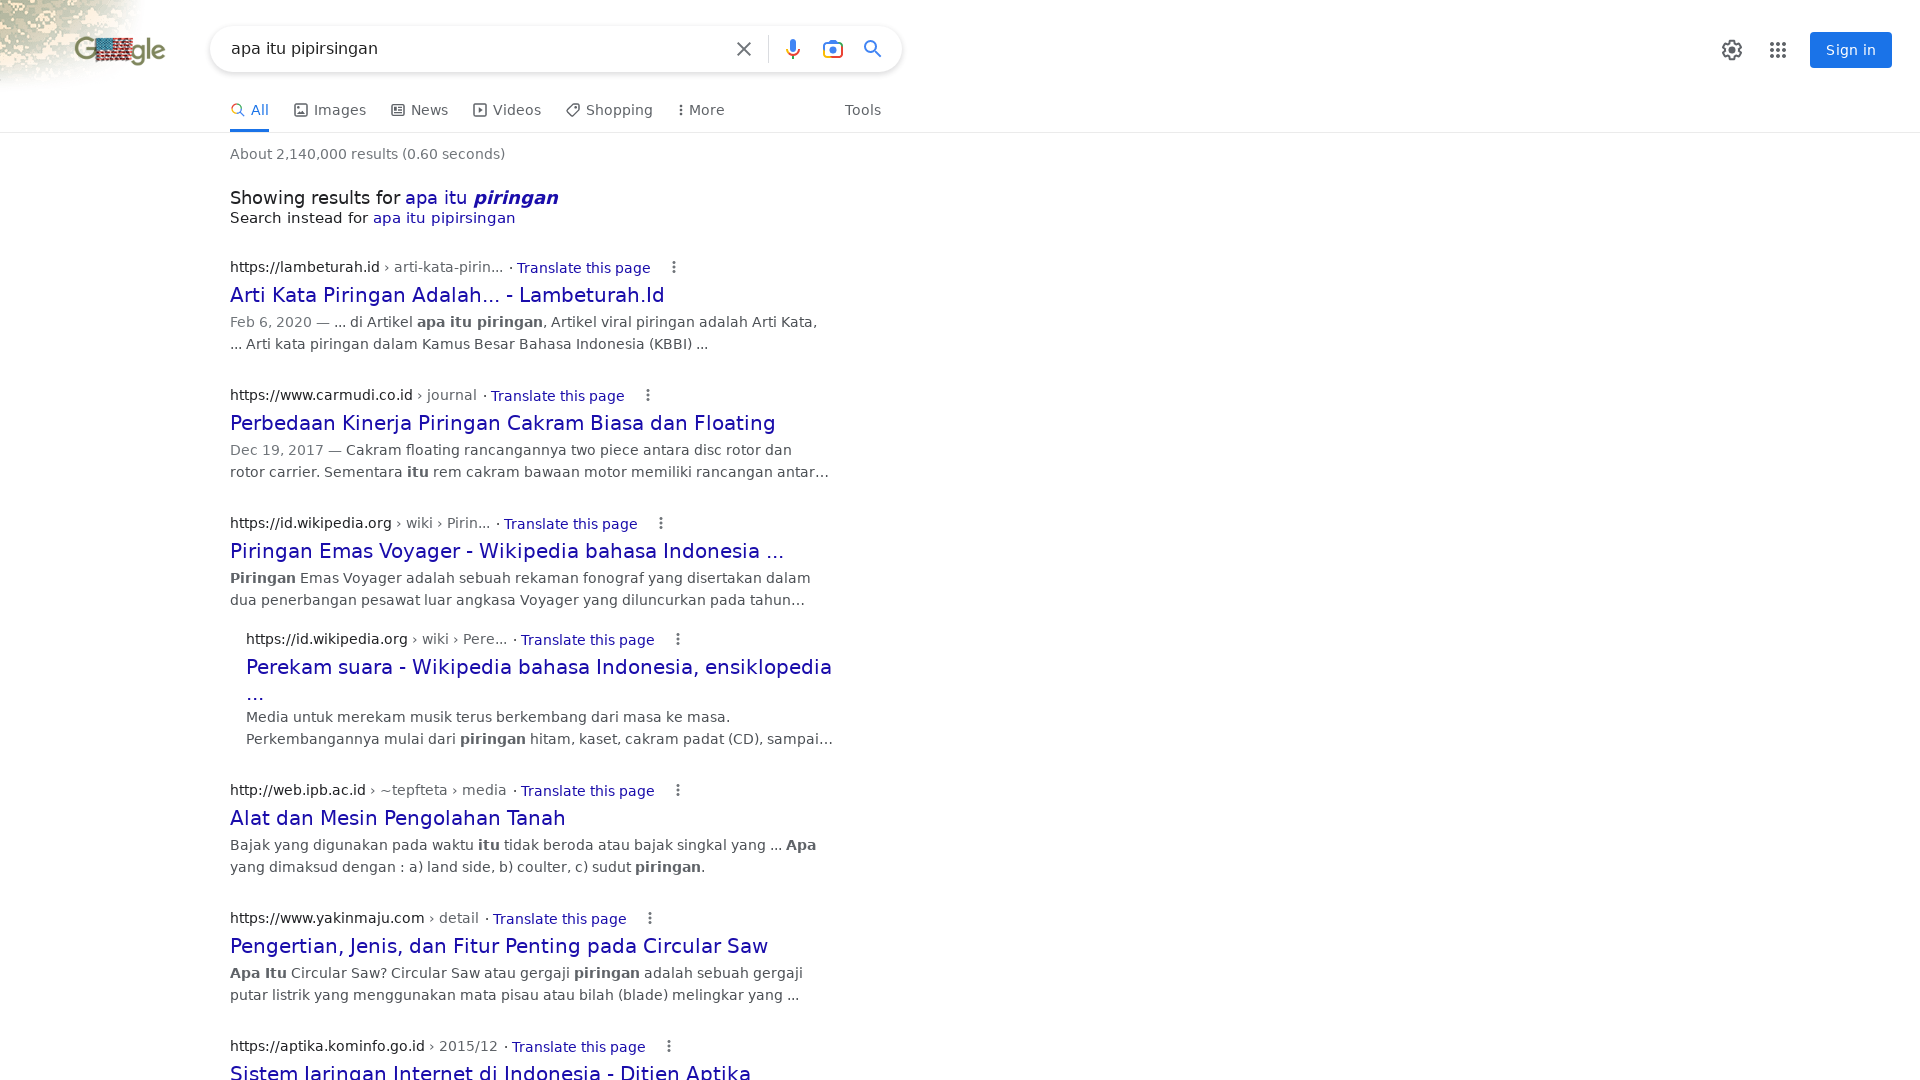 Google
apa itu pipirsingan
Sign in
All
Images
News
Videos
Shopping
More
Tools
About 2,140,000 results (0.60 seconds)
Showing results for apa itu piringan
Search instead for apa itu pipirsingan
https://lambeturah.id › arti-kata-pirin... · Translate this page
Arti Kata Piringan Adalah... - Lambeturah.Id
Feb 6, 2020 — ... di Artikel apa itu piringan, Artikel viral piringan adalah Arti Kata,
... Arti kata piringan dalam Kamus Besar Bahasa Indonesia (KBBI) ...
https://www.carmudi.co.id › journal · Translate this page
Perbedaan Kinerja Piringan Cakram Biasa dan Floating
Dec 19, 2017 — Cakram floating rancangannya two piece antara disc rotor dan
rotor carrier. Sementara itu rem cakram bawaan motor memiliki rancangan antar...
https://id.wikipedia.org › wiki › Pirin... · Translate this page
Piringan Emas Voyager - Wikipedia bahasa Indonesia ...
Piringan Emas Voyager adalah sebuah rekaman fonograf yang disertakan dalam
dua penerbangan pesawat luar angkasa Voyager yang diluncurkan pada tahun...
https://id.wikipedia.org › wiki › Pere... · Translate this page
Perekam suara - Wikipedia bahasa Indonesia, ensiklopedia
...
Media untuk merekam musik terus berkembang dari masa ke masa.
Perkembangannya mulai dari piringan hitam, kaset, cakram padat (CD), sampai...
http://web.ipb.ac.id › ~tepfteta › media · Translate this page
Alat dan Mesin Pengolahan Tanah
Bajak yang digunakan pada waktu itu tidak beroda atau bajak singkal yang ... Apa
yang dimaksud dengan : a) land side, b) coulter, c) sudut piringan.
https://www.yakinmaju.com › detail · Translate this page
Pengertian, Jenis, dan Fitur Penting pada Circular Saw
Apa Itu Circular Saw? Circular Saw atau gergaji piringan adalah sebuah gergaji
putar listrik yang menggunakan mata pisau atau bilah (blade) melingkar yang ...
https://aptika.kominfo.go.id › 2015/12 · Translate this page
Sistem Jaringan Internet di Indonesia - Ditjen Aptika